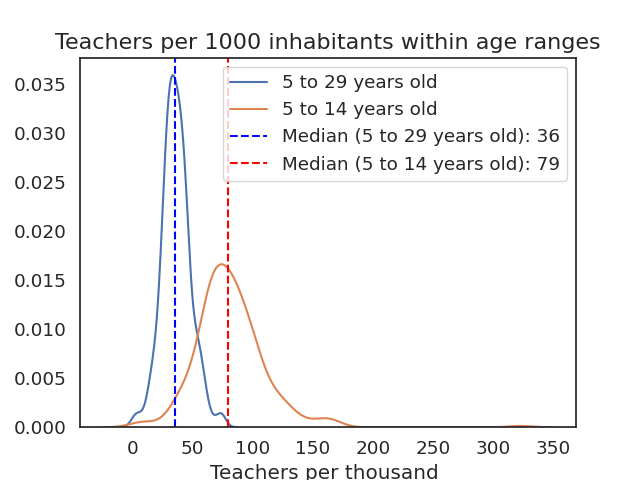 Teachers per 1000 inhabitants within age ranges
0.035
0.030
0.025
0.020
0.015
0.010
0.005
0.000
5 to 29 years old
5 to 14 years old
Median (5 to 29 years old): 36
Median (5 to 14 years old): 79
0 50 100 150 200 250 300 350
Teachers per thousand